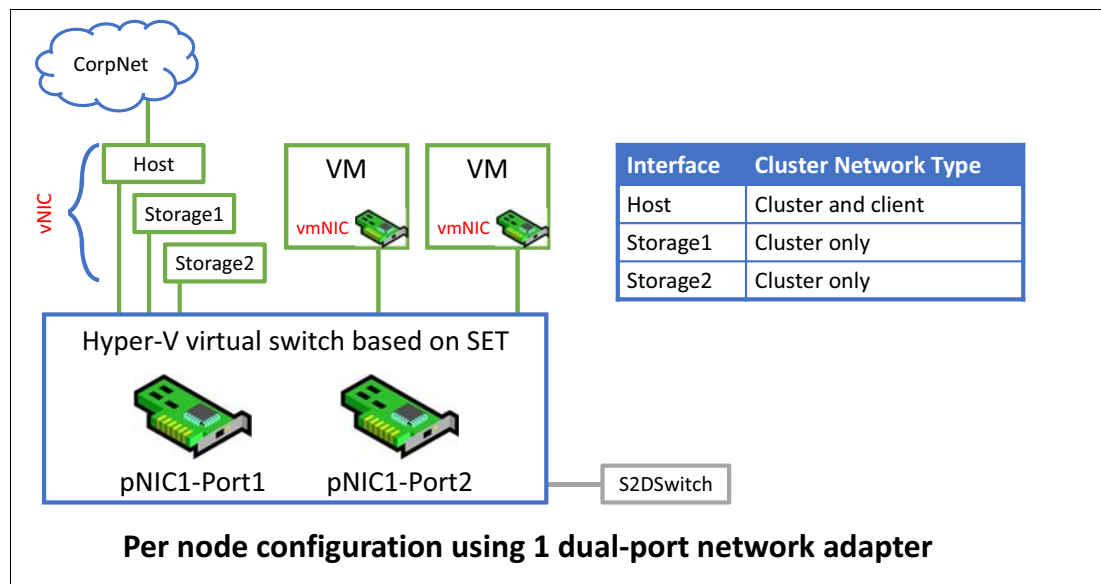 CorpNet
vNIC
Host
Storage1
Storage2
VM
vmNIC
VM
vmNIC
Interface Cluster Network Type
Host Cluster and client
Storage1 Cluster only
Storage2 Cluster only
Hyper-V virtual switch based on SET
pNIC1-Port1
pNIC1-Port2
S2DSwitch
Per node configuration using 1 dual-port network adapter